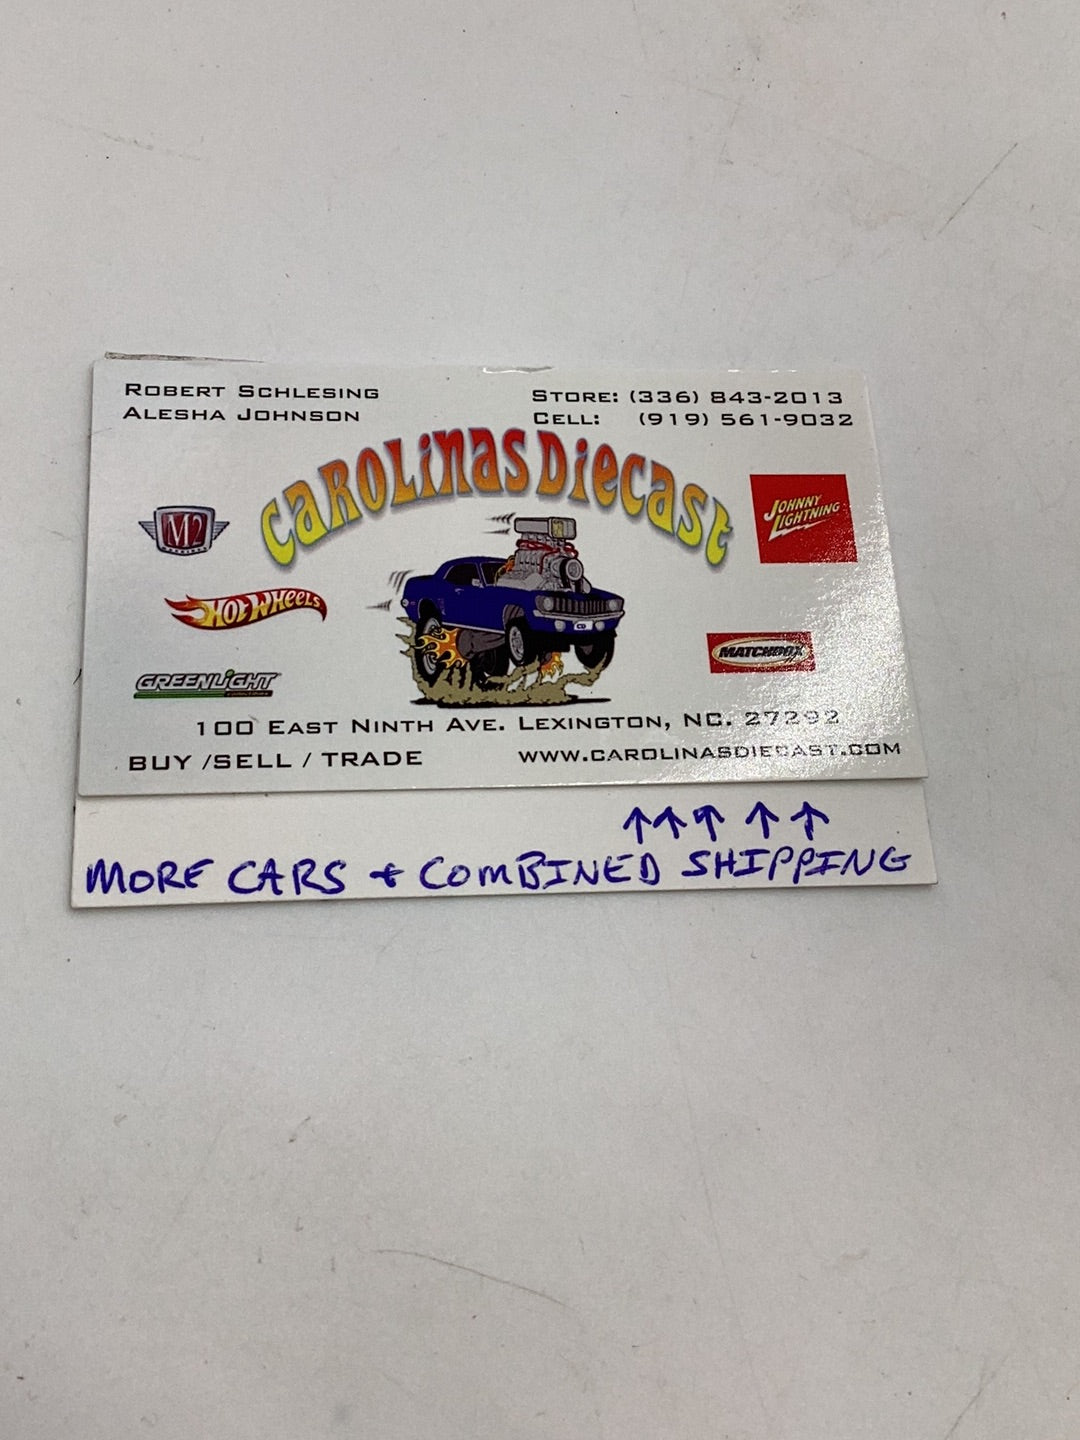 ROBERT SCHLESING
ALESHA JOHNSON
STORE: (336) 843-2013
CELL: (919) 561-9032
CAROLINAS DIECAST
M2
JOHNNY
LIGHTNING
HOT WHEELS
MATCHBOX
GREENLIGHT
CD
100 EAST NINTH AVE. LEXINGTON, NC. 27292
BUY /SELL / TRADE
WWW.CAROLINASDIECAST.COM
↑↑↑↑↑
MORE CARS + COMBINED SHIPPING